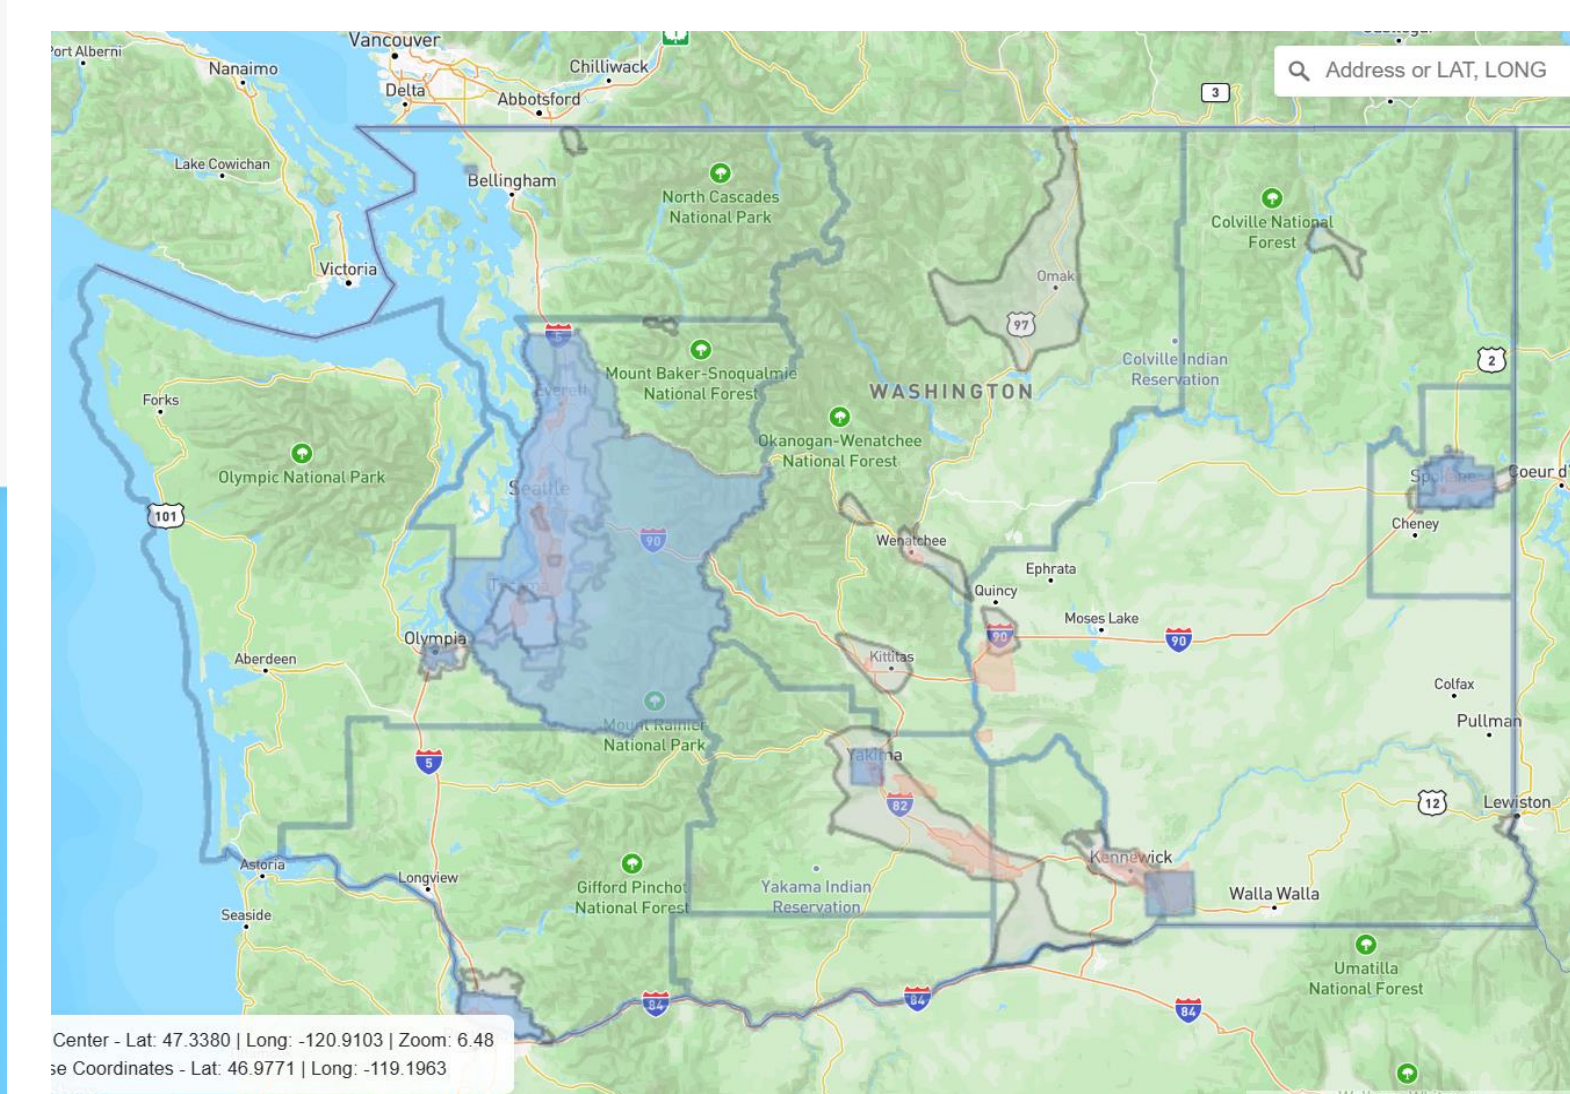 Vancouver
1
Port Alberni
Nanaimo
Chilliwack
Address or LAT, LONG
Delta
Abbotsford
3
Lake Cowichan
Bellingham
North Cascades
National Park
Colville National
Forest
Victoria
Omak
97
5
Colville Indian
Reservation
2
Mount Baker-Snoqualmie
National Forest
Everett
WASHINGTON
Forks
Okanogan-Wenatchee
National Forest
Olympic National Park
Seattle
Spokane
Coeur d'
101
90
Wenatchee
Cheney
Ephrata
Quincy
Tacoma
Moses Lake
90
90
Olympia
Aberdeen
Kittitas
Colfax
Mount Rainier
National Park
Pullman
Yakima
5
82
12
Lewiston
Astoria
Longview
Kennewick
Gifford Pinchot
National Forest
Yakama Indian
Reservation
Walla Walla
Seaside
Umatilla
National Forest
84
84
84
Center - Lat: 47.3380 | Long: -120.9103 | Zoom: 6.48
se Coordinates - Lat: 46.9771 | Long: -119.1963